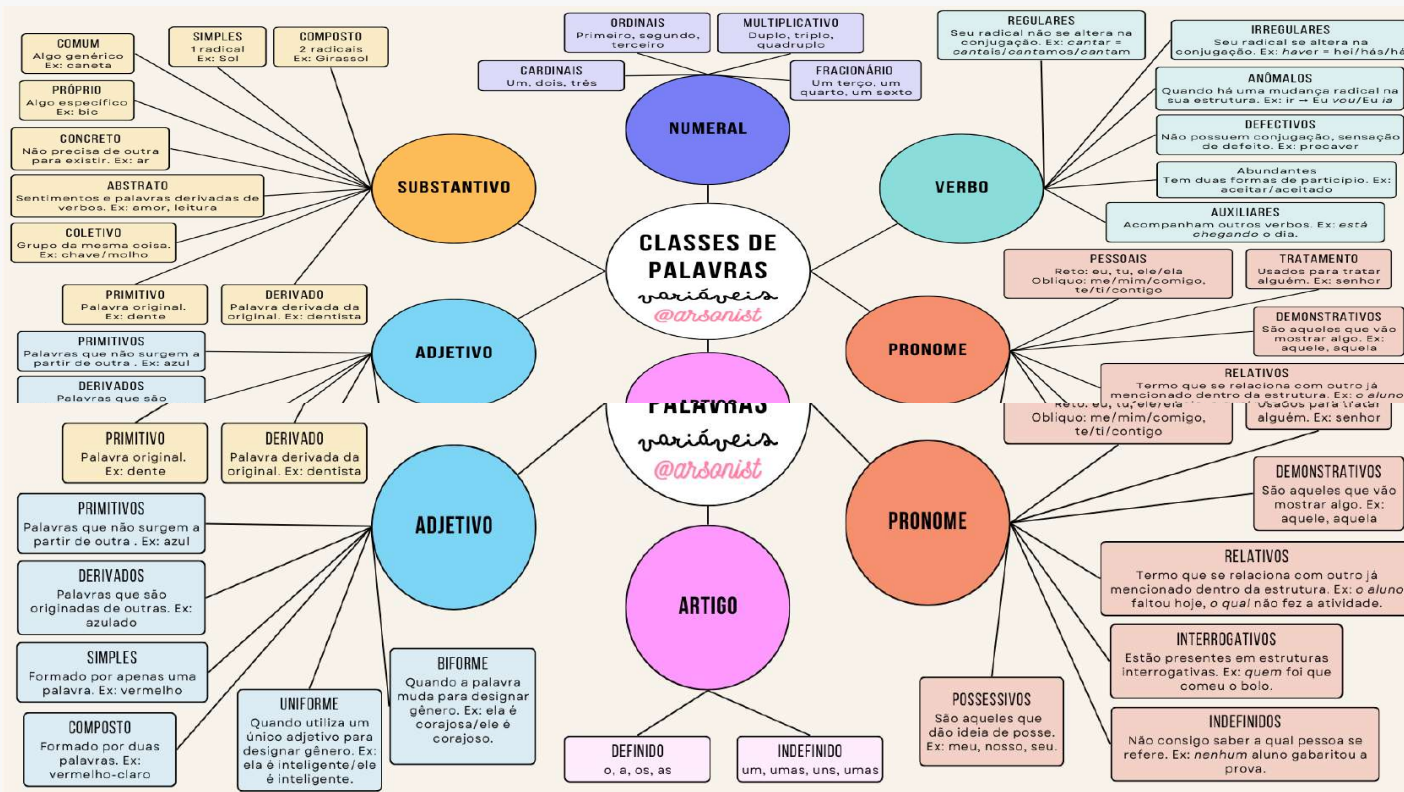 COMUM
Algo genérico
Ex: caneta
SIMPLES
1 radical
Ex: Sol
COMPOSTO
2 radicais
Ex: Girassol
PRÓPRIO
Algo específico
Ex: bic
CONCRETO
Não precisa de outra
para existir. Ex: ar
ABSTRATO
Sentimentos e palavras derivadas de
verbos. Ex: amor, leitura
COLETIVO
Grupo da mesma coisa.
Ex: chave/molho
PRIMITIVO
Palavra original.
Ex: dente
DERIVADO
Palavra derivada da
original. Ex: dentista
SUBSTANTIVO
ORDINAIS
Primeiro, segundo,
terceiro
MULTIPLICATIVO
Duplo, triplo,
quadruplo
CARDINAIS
Um, dois, três
FRACIONÁRIO
Um terço, um
quarto, um sexto
NUMERAL
REGULARES
Seu radical não se altera na
conjugação. Ex: cantar =
cantais/cantamos/cantam
IRREGULARES
Seu radical se altera na
conjugação. Ex: haver = hei/hás/há
ANÔMALOS
Quando há uma mudança radical na
sua estrutura. Ex: ir → Eu vou/Eu ia
DEFECTIVOS
Não possuem conjugação, sensação
de defeito. Ex: precaver
Abundantes
Tem duas formas de particípio. Ex:
aceitar/aceitado
AUXILIARES
Acompanham outros verbos. Ex: está
chegando o dia.
VERBO
CLASSES DE
PALAVRAS
variáveis
@arsonist
PESSOAIS
Reto: eu, tu, ele/ela
Obliquo: me/mim/comigo,
te/ti/contigo
TRATAMENTO
Usados para tratar
alguém. Ex: senhor
DEMONSTRATIVOS
São aqueles que vão
mostrar algo. Ex:
aquele, aquela
RELATIVOS
Termo que se relaciona com outro já
mencionado dentro da estrutura. Ex: o aluno
PRONOME
ADJETIVO
PRIMITIVOS
Palavras que não surgem a
partir de outra . Ex: azul
DERIVADOS
Palavras que são
PRIMITIVO
Palavra original.
Ex: dente
DERIVADO
Palavra derivada da
original. Ex: dentista
PALAVRAS
variáveis
@arsonist
Reto: eu, tu, ele/ela
Obliquo: me/mim/comigo,
te/ti/contigo
Usados para tratar
alguém. Ex: senhor
PRIMITIVOS
Palavras que não surgem a
partir de outra . Ex: azul
DERIVADOS
Palavras que são
originadas de outras. Ex:
azulado
SIMPLES
Formado por apenas uma
palavra. Ex: vermelho
COMPOSTO
Formado por duas
palavras. Ex:
vermelho-claro
UNIFORME
Quando utiliza um
único adjetivo para
designar gênero. Ex:
ela é inteligente/ele
é inteligente.
BIFORME
Quando a palavra
muda para designar
gênero. Ex: ela é
corajosa/ele é
corajoso.
ADJETIVO
ARTIGO
DEFINIDO
o, a, os, as
INDEFINIDO
um, umas, uns, umas
PRONOME
DEMONSTRATIVOS
São aqueles que vão
mostrar algo. Ex:
aquele, aquela
RELATIVOS
Termo que se relaciona com outro já
mencionado dentro da estrutura. Ex: o aluno
faltou hoje, o qual não fez a atividade.
INTERROGATIVOS
Estão presentes em estruturas
interrogativas. Ex: quem foi que
comeu o bolo.
POSSESSIVOS
São aqueles que
dão ideia de posse.
Ex: meu, nosso, seu.
INDEFINIDOS
Não consigo saber a qual pessoa se
refere. Ex: nenhum aluno gabaritou a
prova.